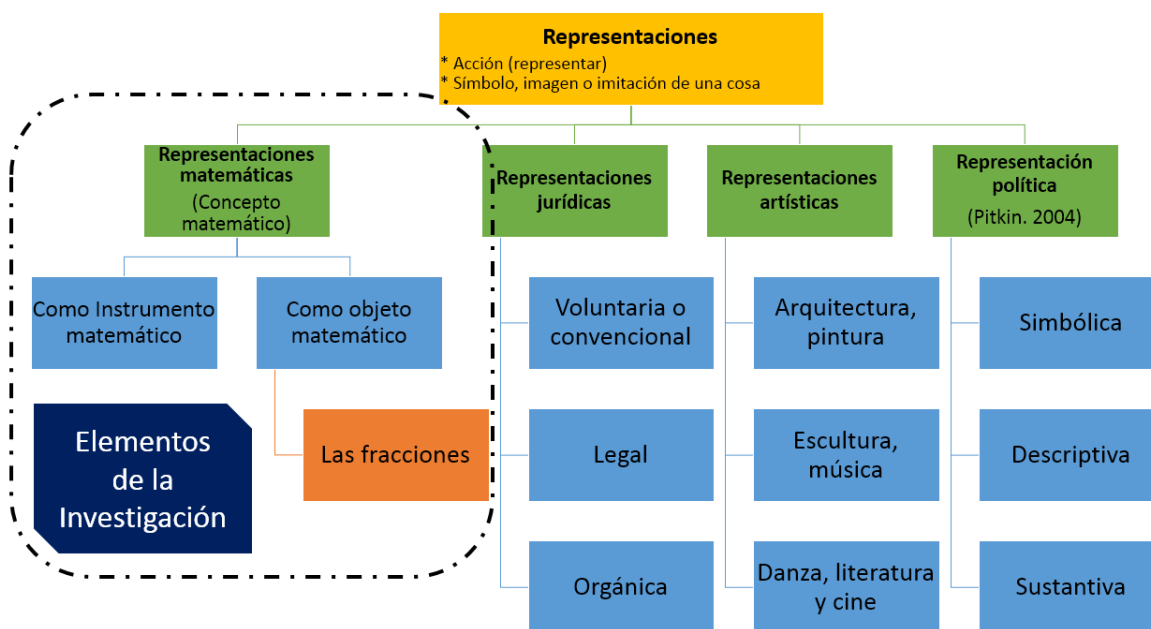 Representaciones
* Acción (representar)
* Símbolo, imagen o imitación de una cosa
Representaciones
matemáticas
(Concepto
matemático)
Representaciones
jurídicas
Representaciones
artísticas
Representación
política
(Pitkin. 2004)
Como Instrumento
matemático
Como objeto
matemático
Voluntaria o
convencional
Arquitectura,
pintura
Simbólica
Elementos
de la
Investigación
Las fracciones
Legal
Escultura,
música
Descriptiva
Orgánica
Danza, literatura
y cine
Sustantiva